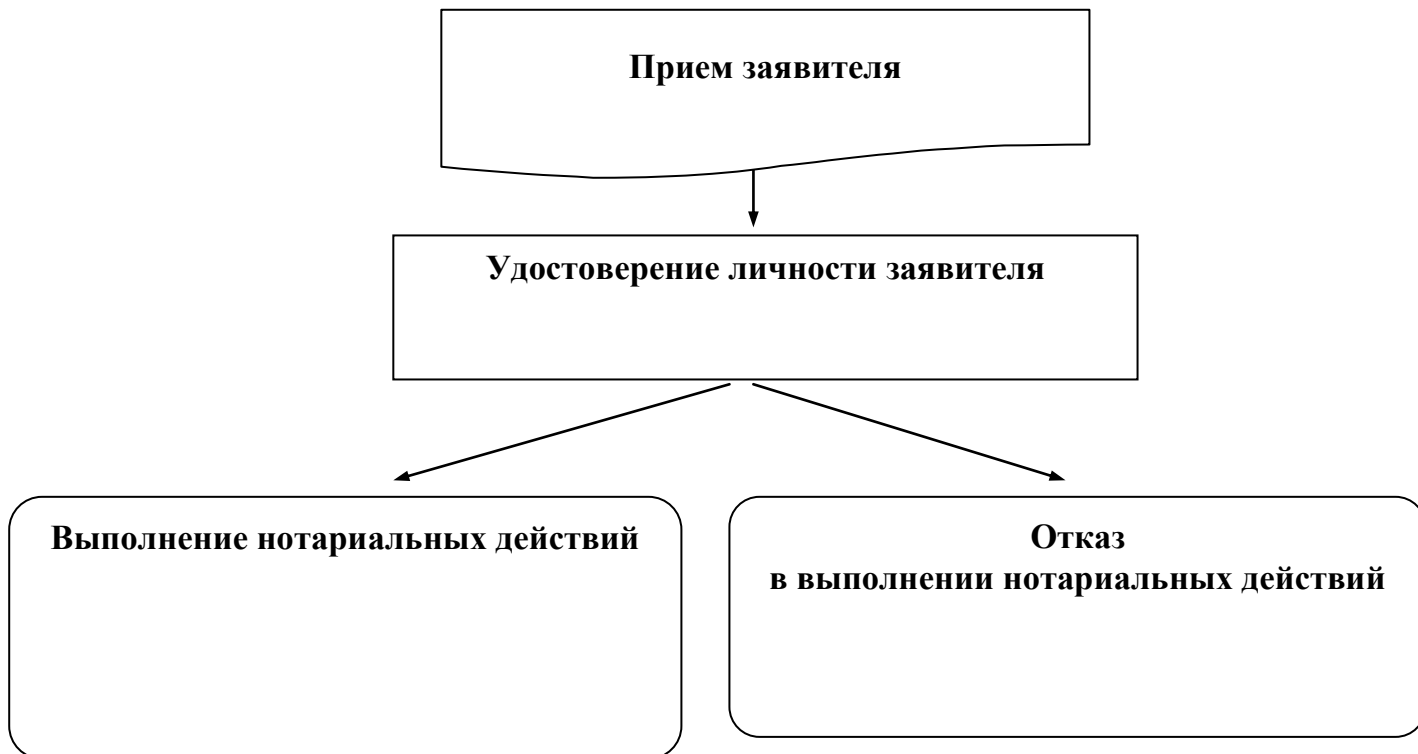 Прием заявителя
Удостоверение личности заявителя
Выполнение нотариальных действий
Отказ
в выполнении нотариальных действий